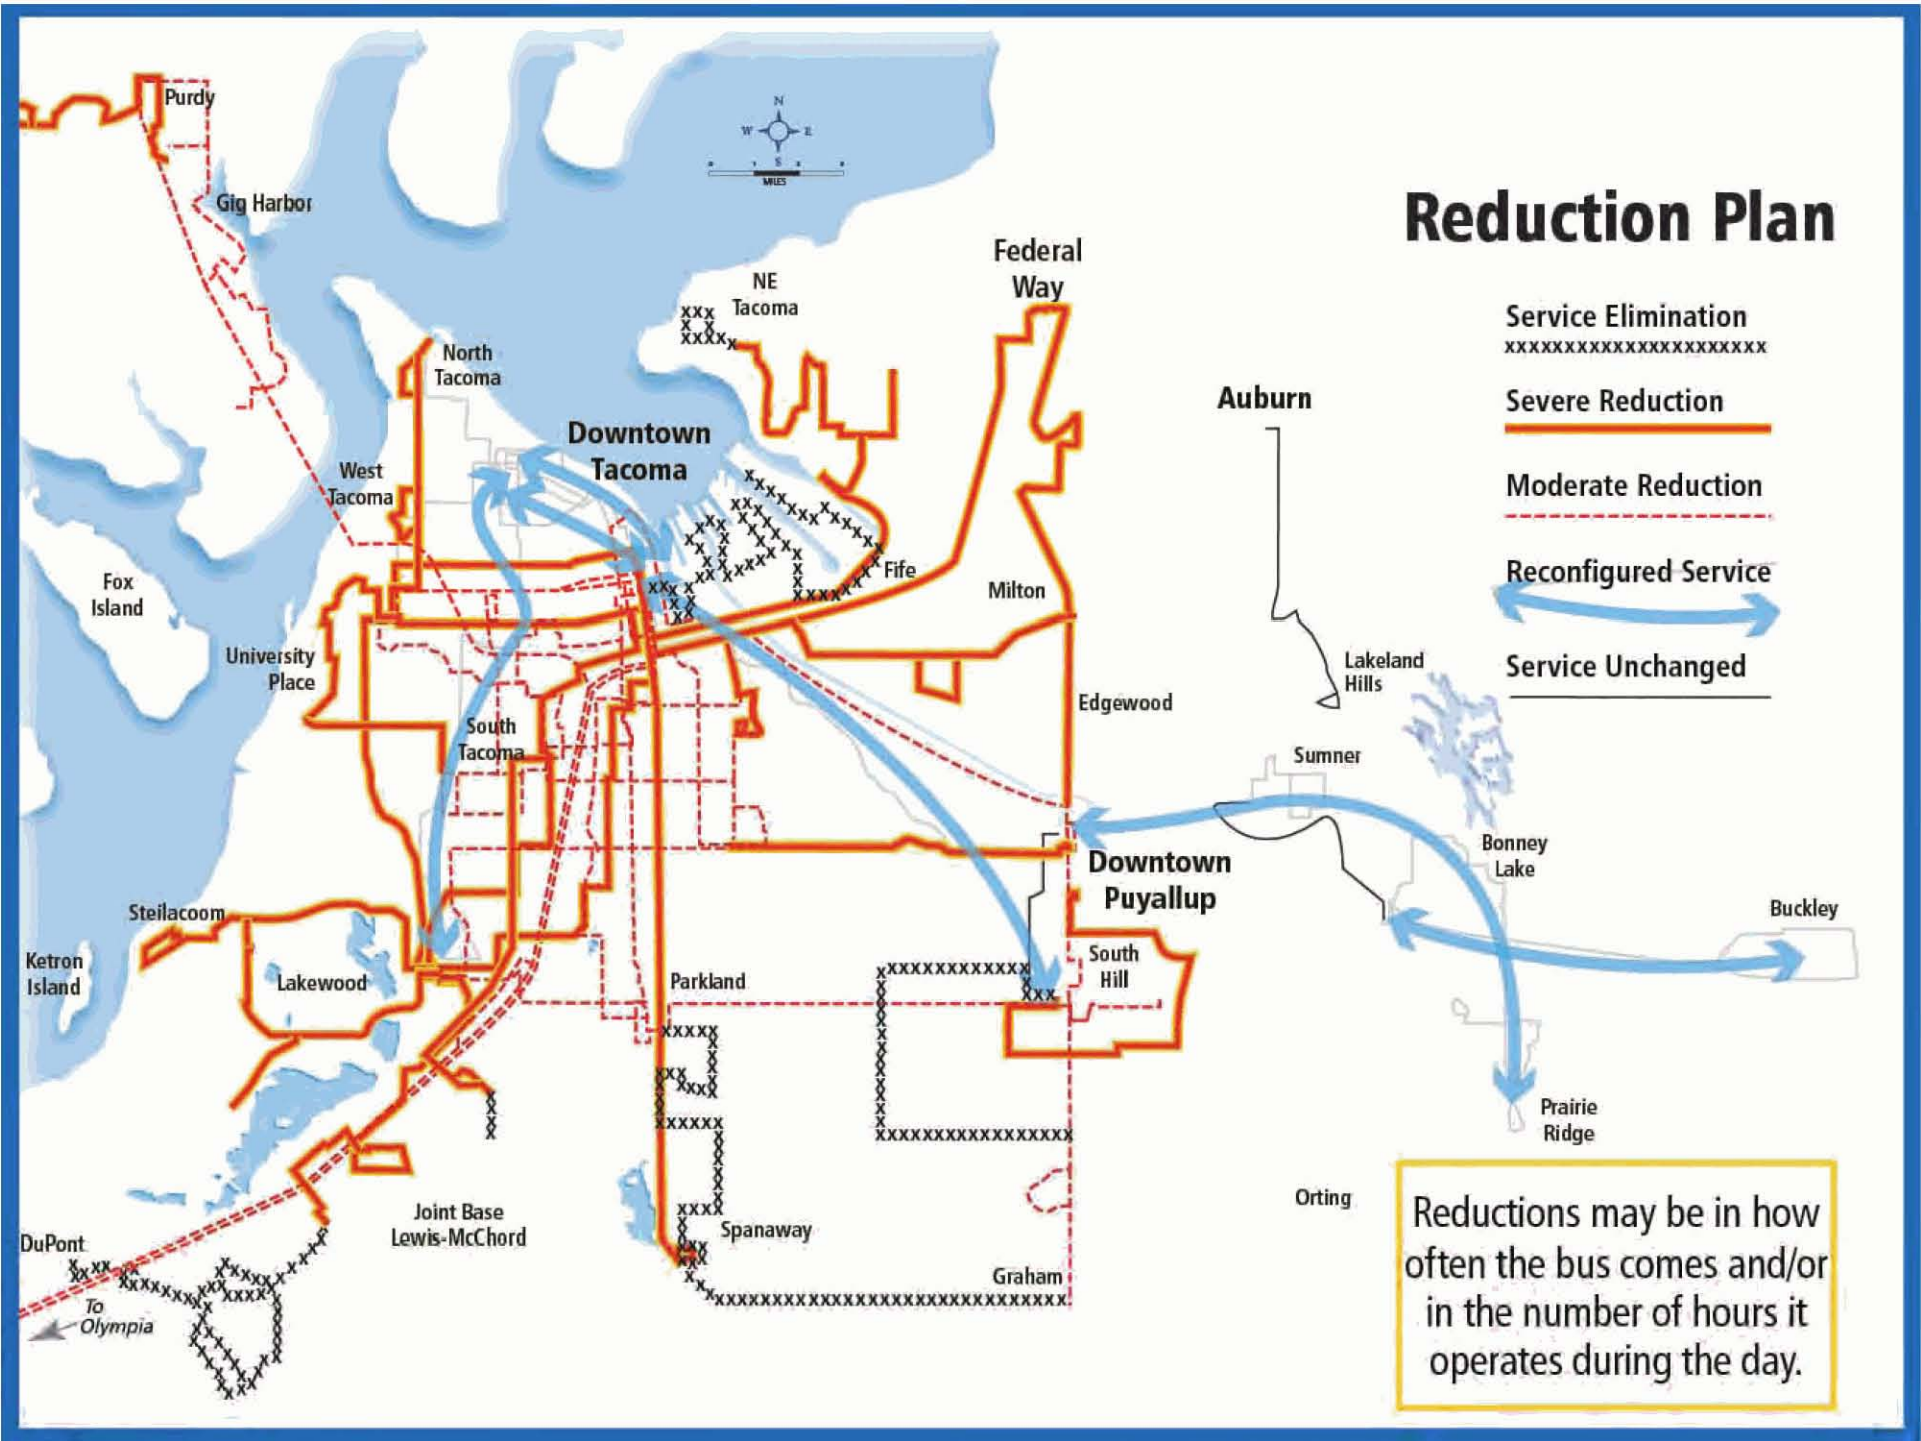 Purdy
N
W E
S
MILES
Gig Harbor
Reduction Plan
Federal
Way
NE
Tacoma
xxx
x x
xxxxx
Service Elimination
xxxxxxxxxxxxxxxxxxxxxx
North
Tacoma
Auburn
Severe Reduction
Downtown
Tacoma
West
Tacoma
Moderate Reduction
Fox
Island
Fife
Milton
Reconfigured Service
University
Place
Lakeland
Hills
Service Unchanged
Edgewood
South
Tacoma
Sumner
Bonney
Lake
Downtown
Puyallup
Steilacoom
Buckley
Ketron
Island
Lakewood
Parkland
South
Hill
Prairie
Ridge
Joint Base
Lewis-McChord
Spanaway
Orting
DuPont
Graham
To
Olympia
Reductions may be in how
often the bus comes and/or
in the number of hours it
operates during the day.